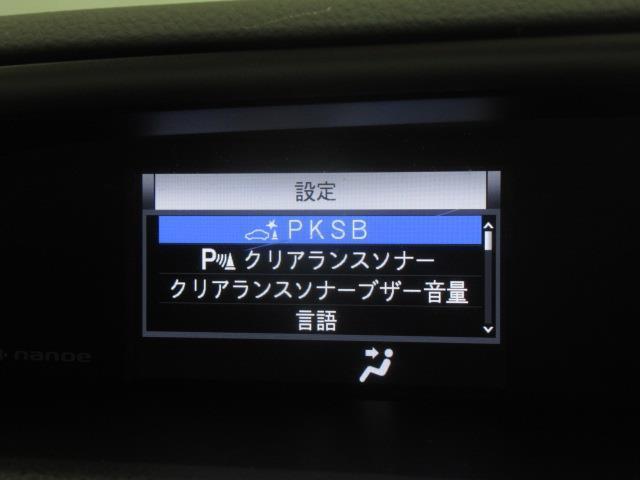 設定
PKSB
P クリアランスソナー
クリアランスソナーブザー音量
言語
nanoe